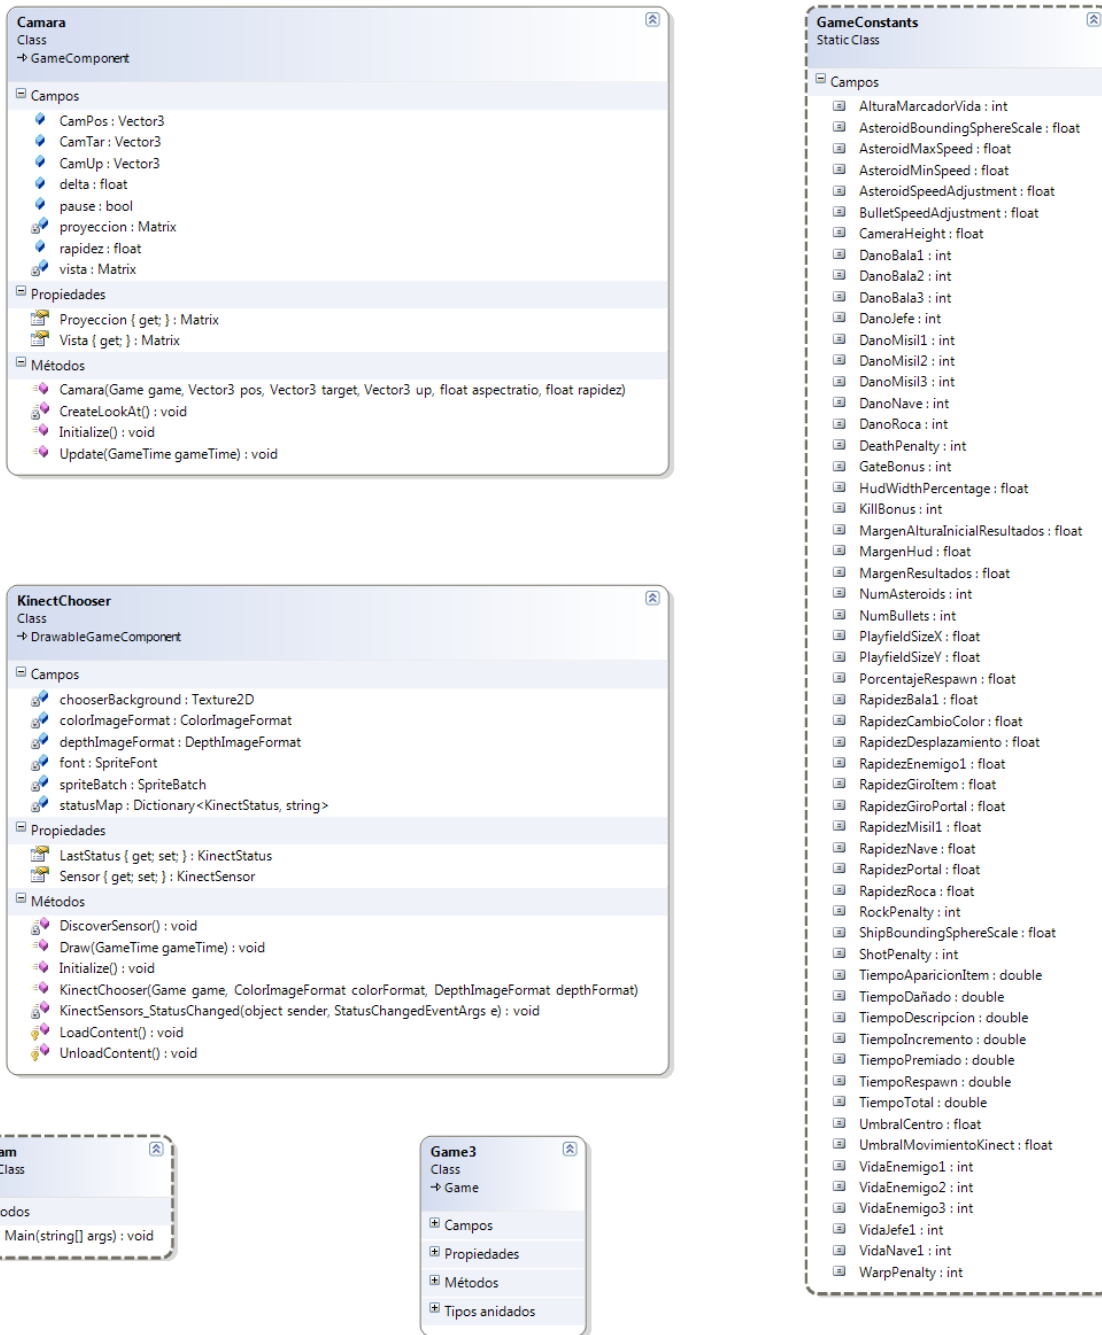 Camara
Class
GameComponent
Campos
CamPos : Vector3
CamTar : Vector3
CamUp : Vector3
delta : float
pause : bool
proyeccion : Matrix
rapidez : float
vista : Matrix
Propiedades
Proyeccion { get; } : Matrix
Vista { get; } : Matrix
Métodos
Camara(Game game, Vector3 pos, Vector3 target, Vector3 up, float aspectratio, float rapidez)
CreateLookAt() : void
Initialize() : void
Update(GameTime gameTime) : void
KinectChooser
Class
DrawableGameComponent
Campos
chooserBackground : Texture2D
colorImageFormat : ColorImageFormat
depthImageFormat : DepthImageFormat
font : SpriteFont
spriteBatch : SpriteBatch
statusMap : Dictionary<KinectStatus, string>
Propiedades
LastStatus { get; set; } : KinectStatus
Sensor { get; set; } : KinectSensor
Métodos
DiscoverSensor() : void
Draw(GameTime gameTime) : void
Initialize() : void
KinectChooser(Game game, ColorImageFormat colorFormat, DepthImageFormat depthFormat)
KinectSensors_StatusChanged(object sender, StatusChangedEventArgs e) : void
LoadContent() : void
UnloadContent() : void
am
Class
odos
Main(string[] args) : void
Game3
Class
Game
Campos
Propiedades
Métodos
Tipos anidados
GameConstants
Static Class
Campos
AlturaMarcadorVida : int
AsteroidBoundingSphereScale : float
AsteroidMaxSpeed : float
AsteroidMinSpeed : float
AsteroidSpeedAdjustment : float
BulletSpeedAdjustment : float
CameraHeight : float
DanoBala1 : int
DanoBala2 : int
DanoBala3 : int
DanoJefe : int
DanoMisil1 : int
DanoMisil2 : int
DanoMisil3 : int
DanoNave : int
DanoRoca : int
DeathPenalty : int
GateBonus : int
HudWidthPercentage : float
KillBonus : int
MargenAlturaInicialResultados : float
MargenHud : float
MargenResultados : float
NumAsteroids : int
NumBullets : int
PlayfieldSizeX : float
PlayfieldSizeY : float
PorcentajeRespawn : float
RapidezBala1 : float
RapidezCambioColor : float
RapidezDesplazamiento : float
RapidezEnemigo1 : float
RapidezGiroItem : float
RapidezGiroPortal : float
RapidezMisil1 : float
RapidezNave : float
RapidezPortal : float
RapidezRoca : float
RockPenalty : int
ShipBoundingSphereScale : float
ShotPenalty : int
TiempoAparicionItem : double
TiempoDañado : double
TiempoDescripcion : double
TiempoIncremento : double
TiempoPremiado : double
TiempoRespawn : double
TiempoTotal : double
UmbralCentro : float
UmbralMovimientoKinect : float
VidaEnemigo1 : int
VidaEnemigo2 : int
VidaEnemigo3 : int
VidaJefe1 : int
VidaNave1 : int
WarpPenalty : int